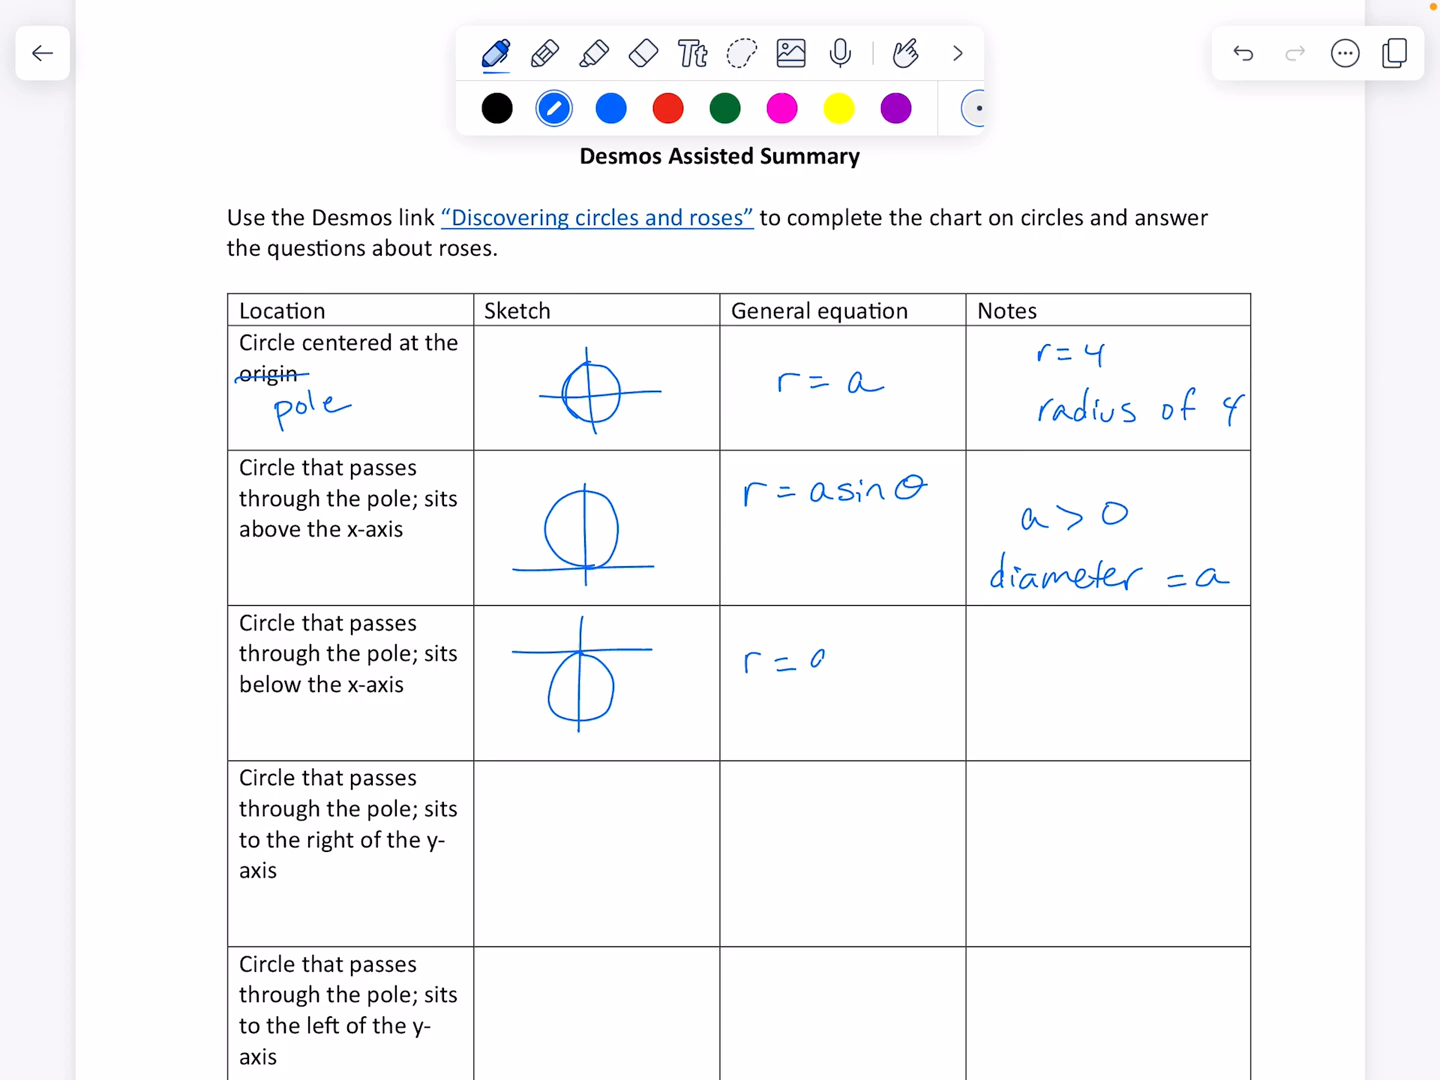 Tt
Desmos Assisted Summary
Use the Desmos link “Discovering circles and roses” to complete the chart on circles and answer
the questions about roses.
Location
Sketch
General equation
Notes
Circle centered at the
origin
pole
r = a
r = 4
radius of 4
Circle that passes
through the pole; sits
above the x-axis
r = a sin θ
a > 0
diameter = a
Circle that passes
through the pole; sits
below the x-axis
r =
Circle that passes
through the pole; sits
to the right of the y-
axis
Circle that passes
through the pole; sits
to the left of the y-
axis